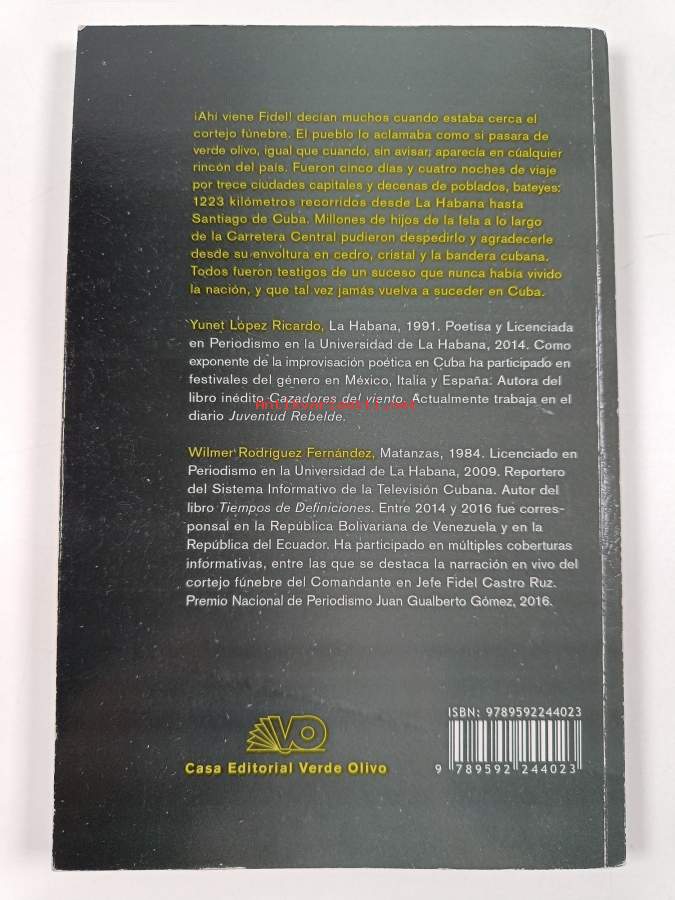 ¡Ahí viene Fidel! decían muchos cuando estaba cerca el
cortejo fúnebre. El pueblo lo aclamaba como si pasara de
verde olivo, igual que cuando, sin avisar, aparecía en cualquier
rincón del país. Fueron cinco días y cuatro noches de viaje
por trece ciudades capitales y decenas de poblados, bateyes:
1223 kilómetros recorridos desde La Habana hasta
Santiago de Cuba. Millones de hijos de la Isla a lo largo
de la Carretera Central pudieron despedirlo y agradecerle
desde su envoltura en cedro, cristal y la bandera cubana.
Todos fueron testigos de un suceso que nunca había vivido
la nación, y que tal vez jamás vuelva a suceder en Cuba.
Yunet López Ricardo, La Habana, 1991. Poetisa y Licenciada
en Periodismo en la Universidad de La Habana, 2014. Como
exponente de la improvisación poética en Cuba ha participado en
festivales del género en México, Italia y España. Autora del
libro inédito Cazadores del viento. Actualmente trabaja en el
diario Juventud Rebelde.
Wilmer Rodríguez Fernández, Matanzas, 1984. Licenciado en
Periodismo en la Universidad de La Habana, 2009. Reportero
del Sistema Informativo de la Televisión Cubana. Autor del
libro Tiempos de Definiciones. Entre 2014 y 2016 fue corres-
ponsal en la República Bolivariana de Venezuela y en la
República del Ecuador. Ha participado en múltiples coberturas
informativas, entre las que se destaca la narración en vivo del
cortejo fúnebre del Comandante en Jefe Fidel Castro Ruz.
Premio Nacional de Periodismo Juan Gualberto Gómez, 2016.
VO
Casa Editorial Verde Olivo
ISBN: 9789592244023
9 789592 244023